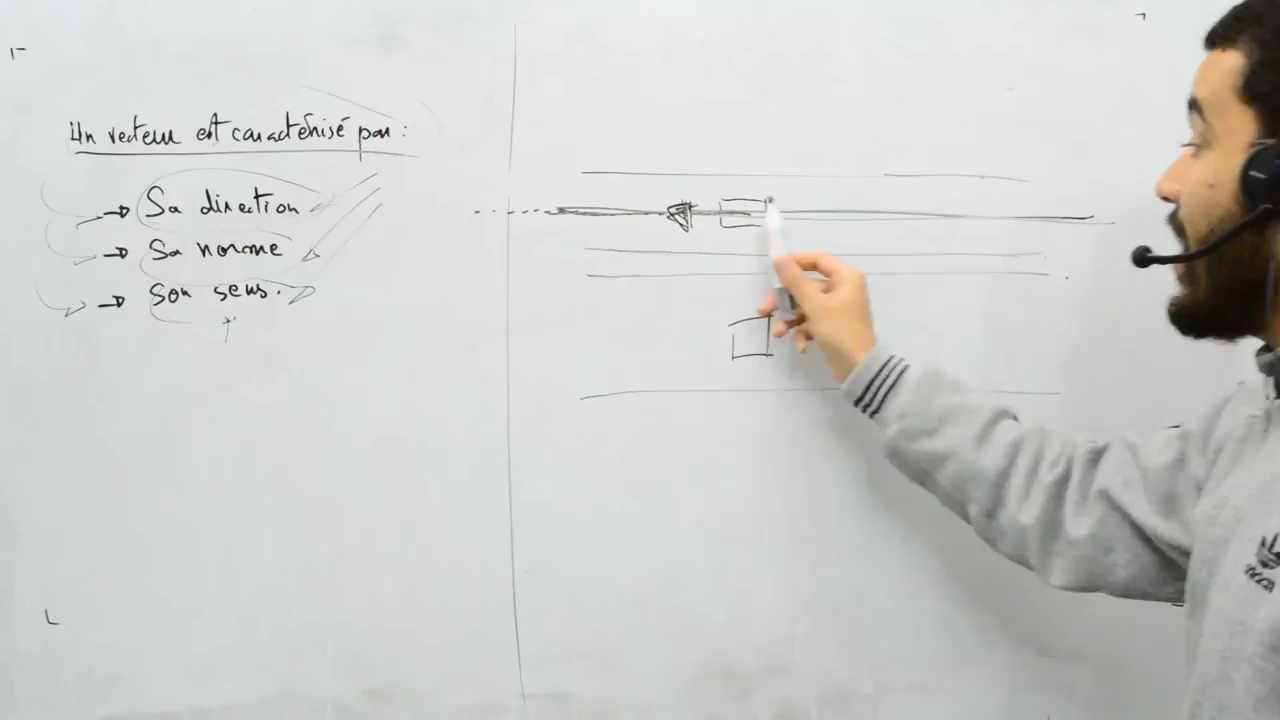 Un vecteur est caractérisé par :
→ Sa direction
→ Sa norme
→ Son sens.